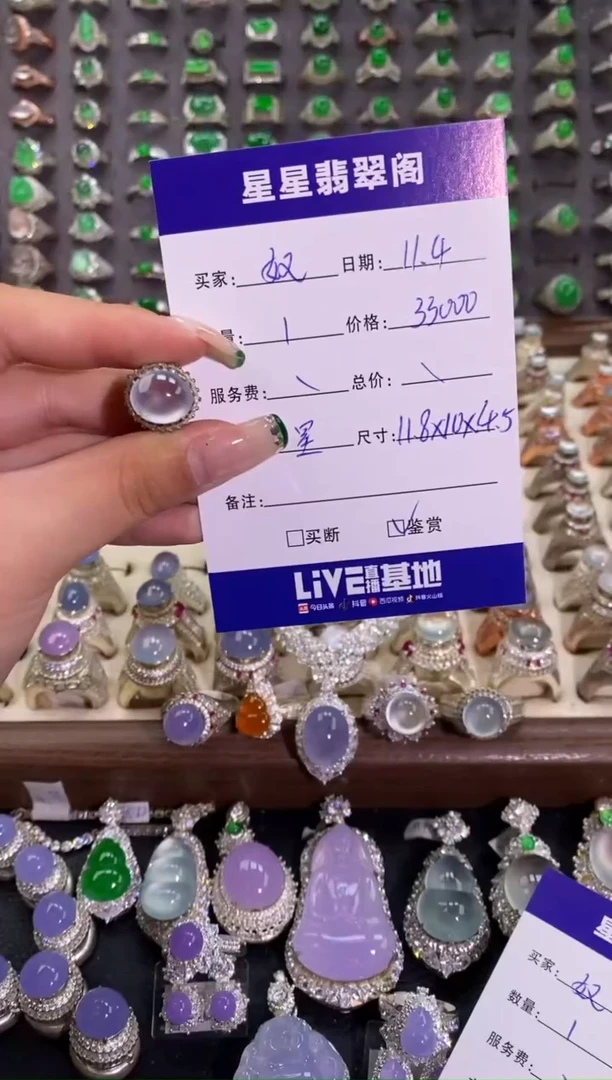 星星翡翠阁
买家: 奴 日期: 11.4
量: 1 价格: 33000
服务费: \ 总价: \
星 尺寸: 11.8x10x4.5
备注:
买断 鉴赏
LiVE直播基地
今日头条 抖音 西瓜视频 抖音火山版
星
买家: 奴
数量: 1
服务费: